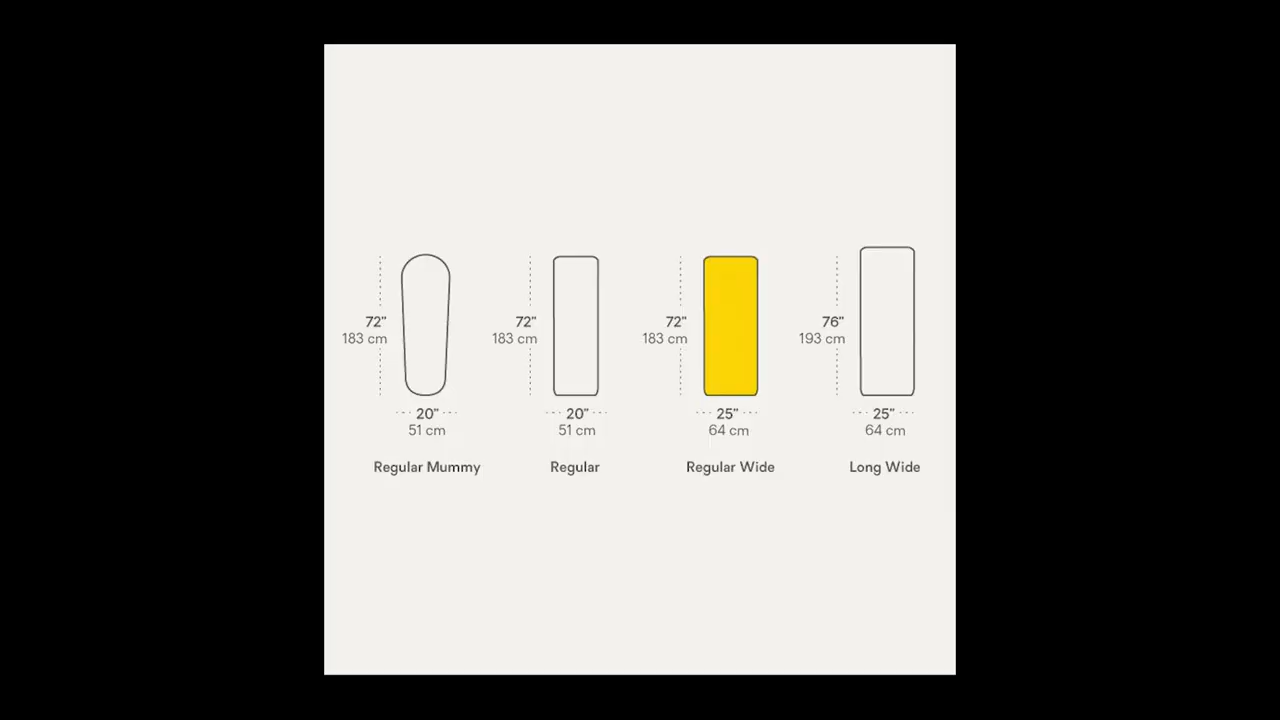 72" 
183 cm
20"
51 cm
Regular Mummy
72"
183 cm
20"
51 cm
Regular
72"
183 cm
25"
64 cm
Regular Wide
76"
193 cm
25"
64 cm
Long Wide